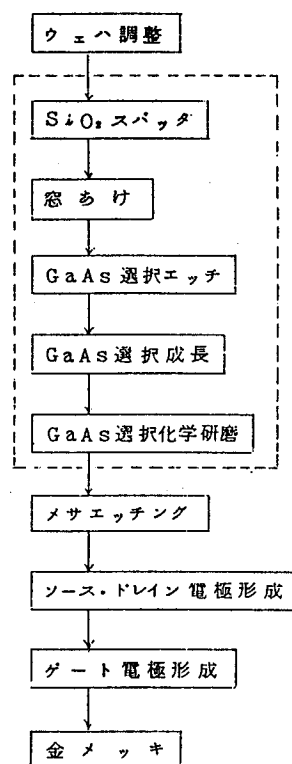 ウェハ調整
SiO₂スパッタ
窓あけ
GaAs選択エッチ
GaAs選択成長
GaAs選択化学研磨
メサエッチング
ソース・ドレイン電極形成
ゲート電極形成
金メッキ